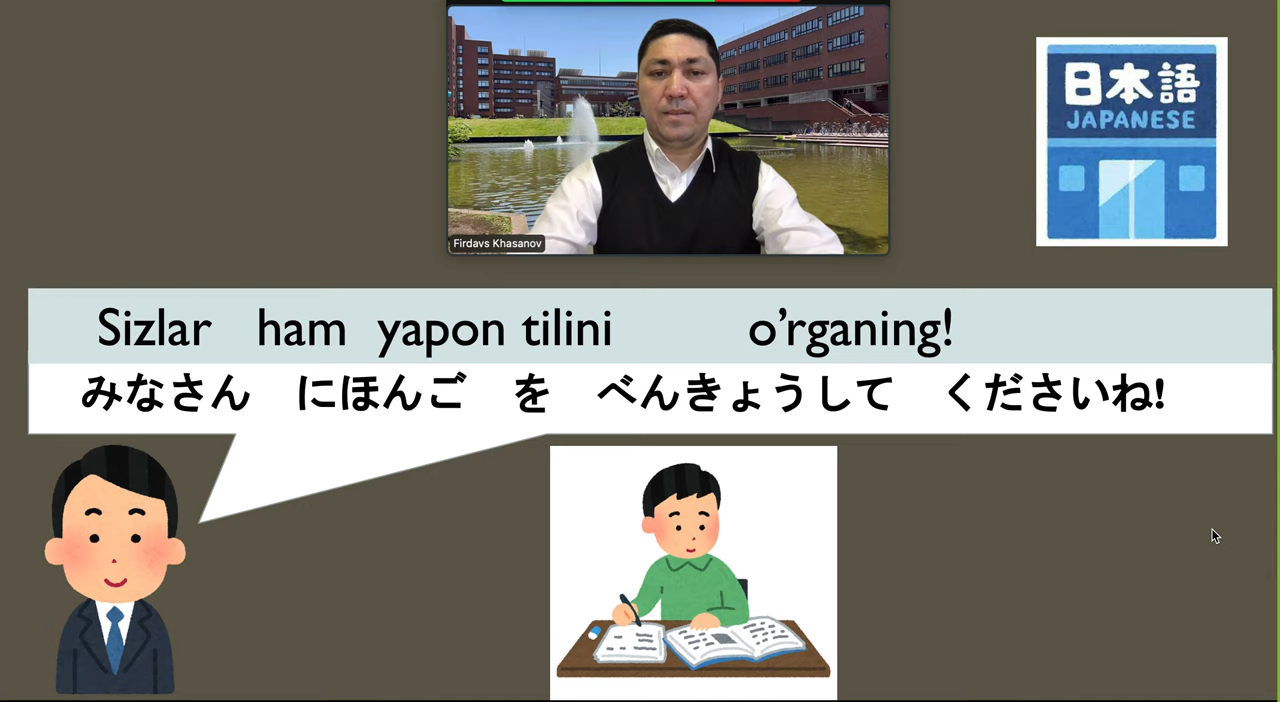 Firdavs Khasanov
日本語
JAPANESE
Sizlar ham yapon tilini o’rganing!
みなさん にほんご を べんきょうして くださいね!